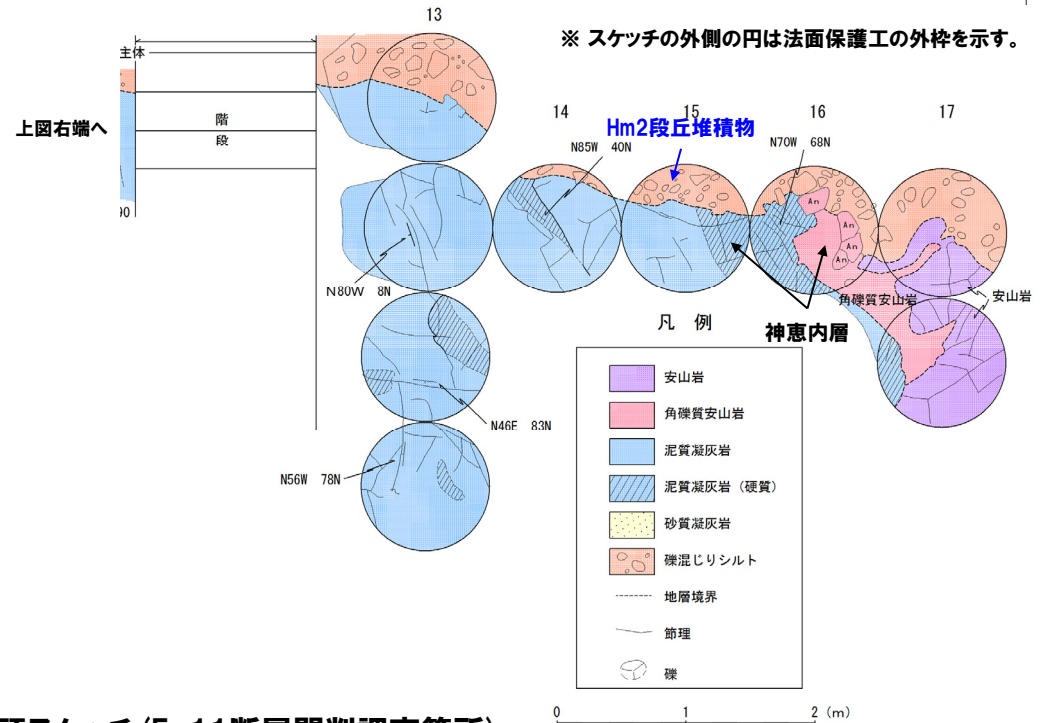 13
※ スケッチの外側の円は法面保護工の外枠を示す。
主体
上図右端へ
階
段
14
15
16
17
Hm2段丘堆積物
N85W 40N
N70W 68N
An
An
An
An
N80W 8N
角礫質安山岩
安山岩
神恵内層
N46E 83N
N56W 78N
凡 例
安山岩
角礫質安山岩
泥質凝灰岩
泥質凝灰岩（硬質）
砂質凝灰岩
礫混じりシルト
地層境界
節理
礫
0 1 2 (m)